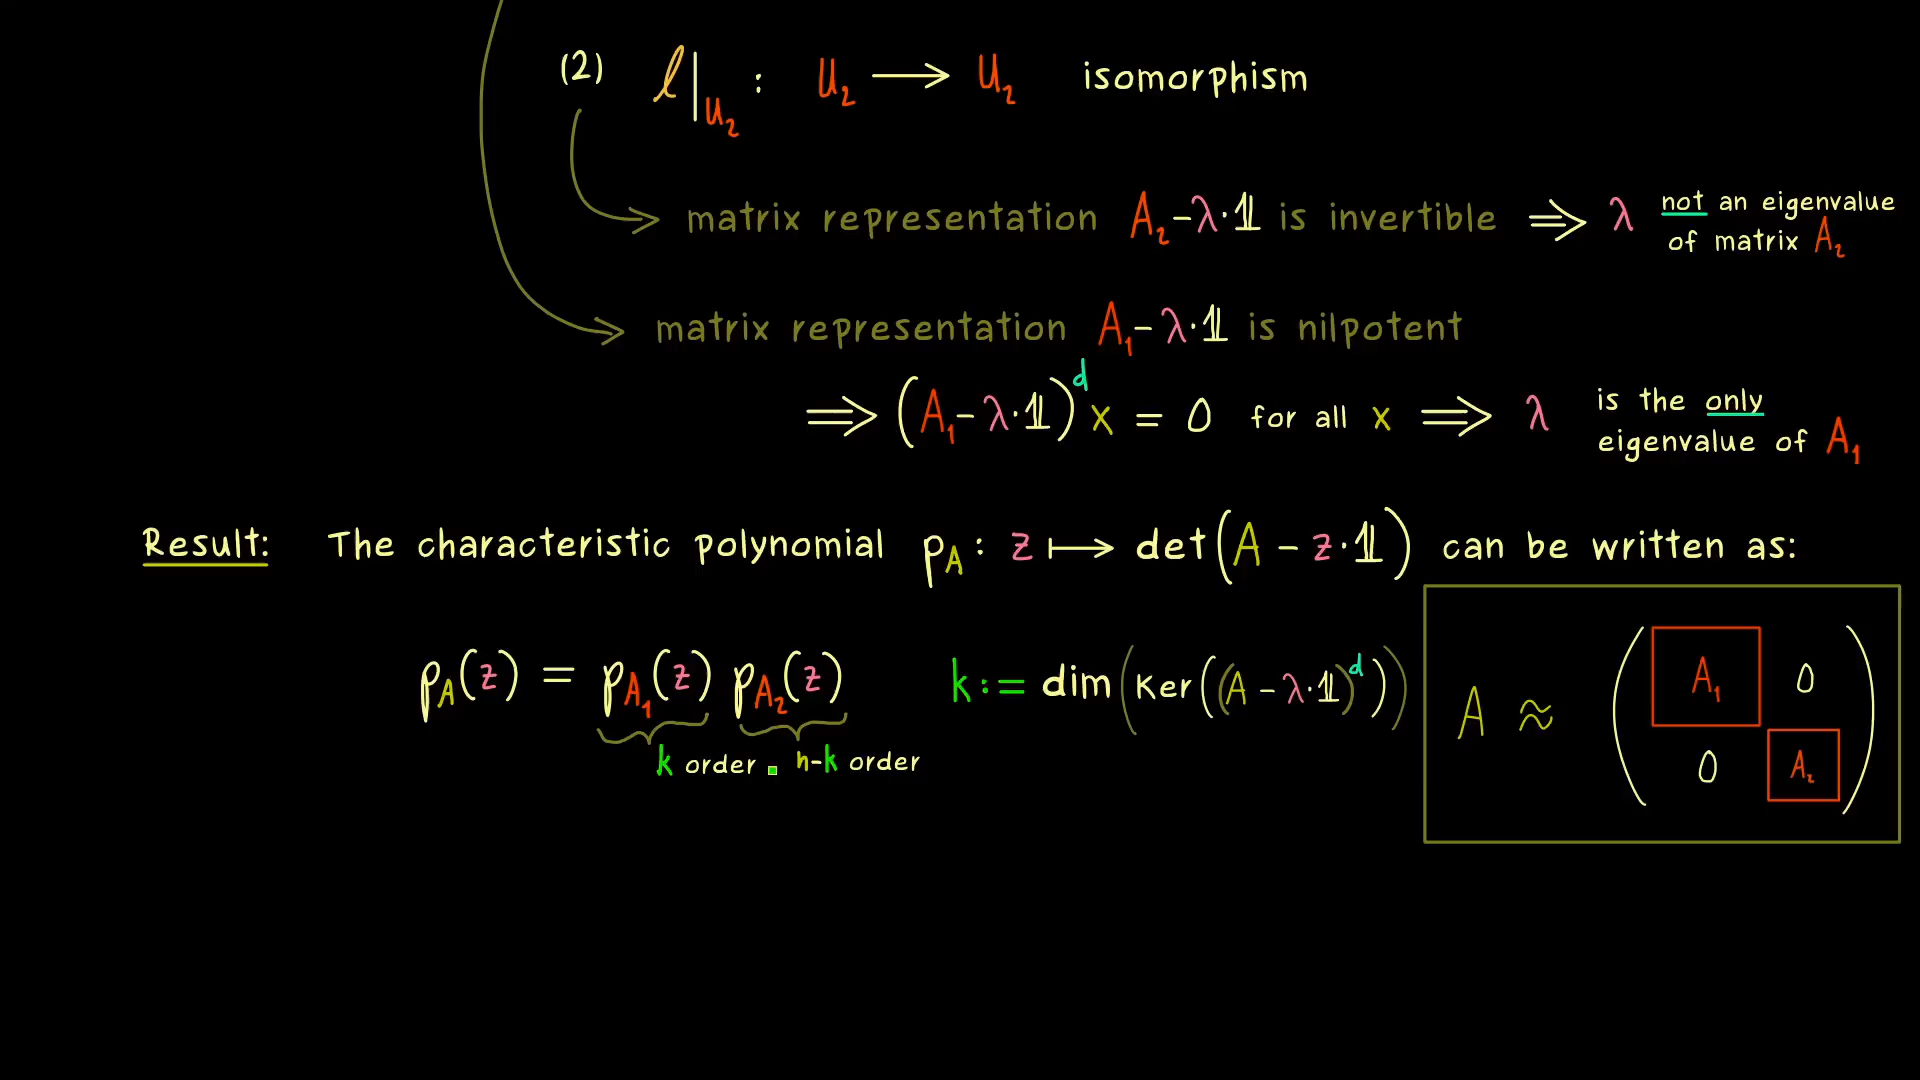 (2) ℓ|U₂ : U₂ ⟶ U₂ isomorphism
matrix representation A₂-λ·𝟙 is invertible ⟹ λ not an eigenvalue
of matrix A₂
matrix representation A₁-λ·𝟙 is nilpotent
⟹ (A₁-λ·𝟙)ᵈ x = 0 for all x ⟹ λ is the only
eigenvalue of A₁
Result: The characteristic polynomial p_A : z ⟼ det(A - z·𝟙) can be written as:
p_A(z) = p_A₁(z) p_A₂(z) k := dim(Ker((A-λ·𝟙)ᵈ))
k order . n-k order
A ≈ ( A₁ 0
0 A₂ )